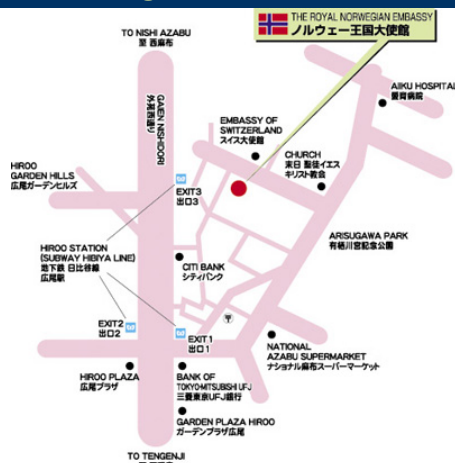 THE ROYAL NORWEGIAN EMBASSY
ノルウェー王国大使館
TO NISHI AZABU
至 西麻布
GAIEN NISHIDORI
外苑西通り
AIIKU HOSPITAL
愛育病院
EMBASSY OF
SWITZERLAND
スイス大使館
CHURCH
末日 聖徒イエス
キリスト教会
HIROO
GARDEN HILLS
広尾ガーデンヒルズ
EXIT3
出口3
ARISUGAWA PARK
有栖川宮記念公園
HIROO STATION
(SUBWAY HIBIYA LINE)
地下鉄 日比谷線
広尾駅
CITI BANK
シティバンク
〒
EXIT2
出口2
EXIT1
出口1
NATIONAL
AZABU SUPERMARKET
ナショナル麻布スーパーマーケット
HIROO PLAZA
広尾プラザ
BANK OF
TOKYO-MITSUBISHI UFJ
三菱東京UFJ銀行
GARDEN PLAZA HIROO
ガーデンプラザ広尾
TO TENGENJI